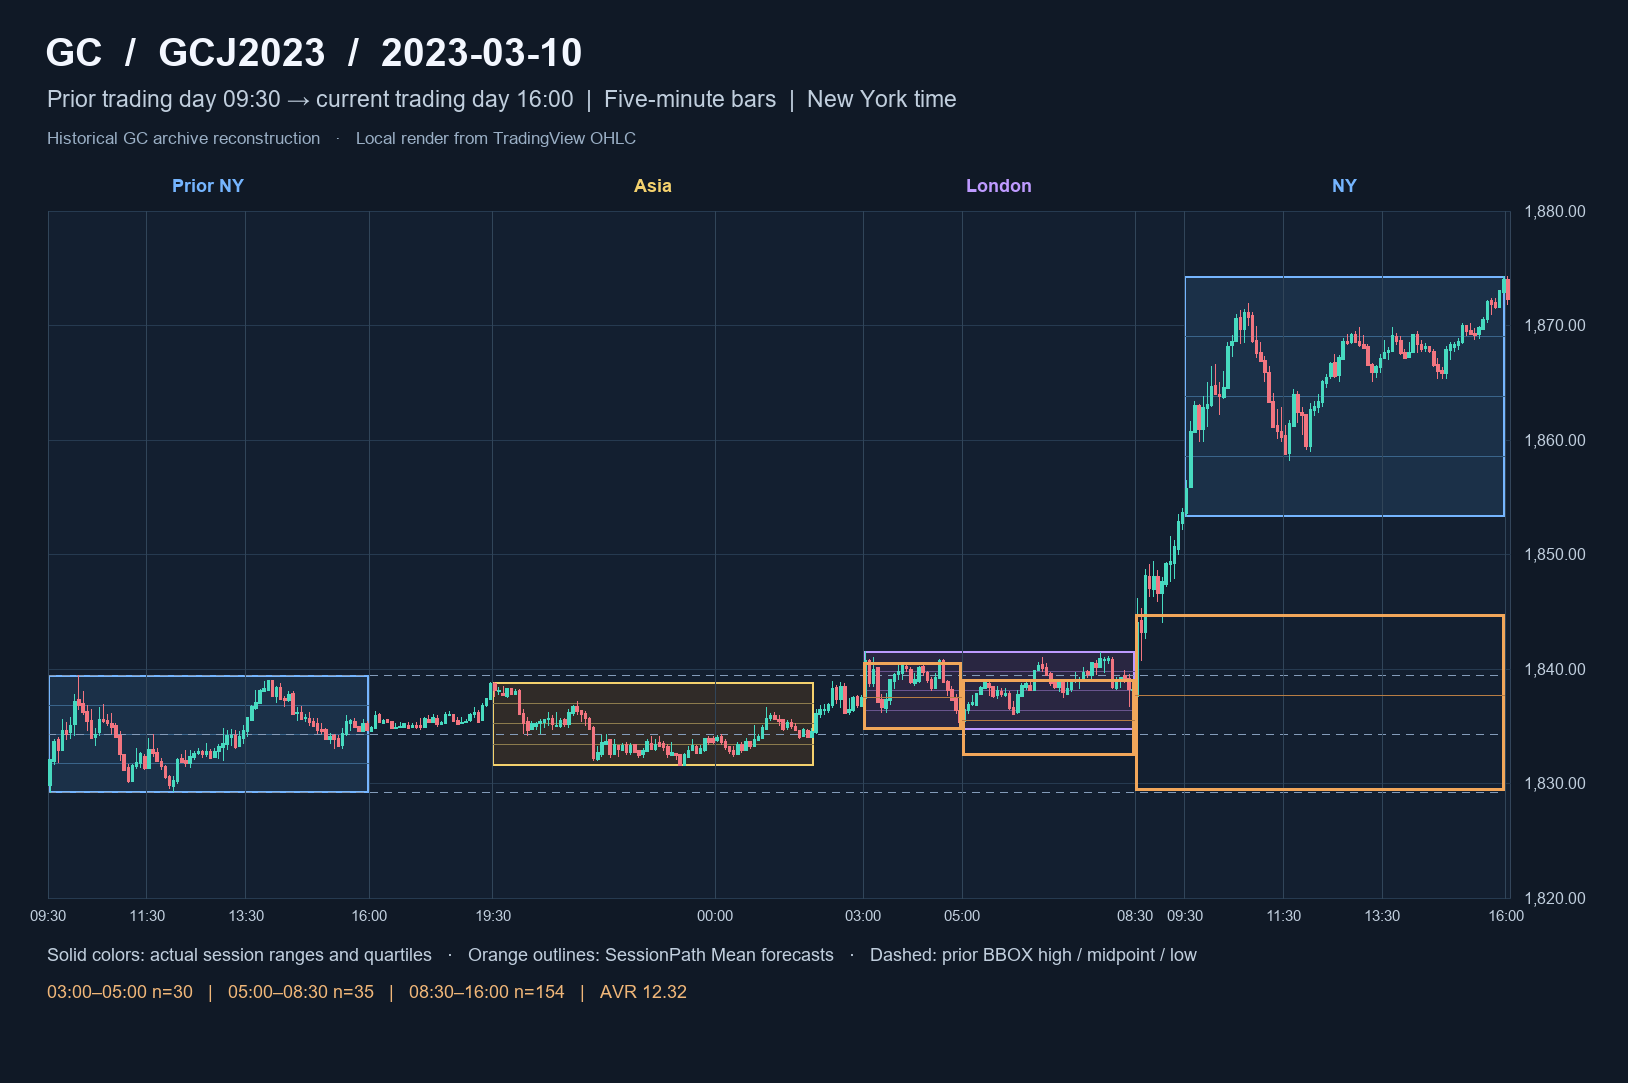 GC / GCJ2023 / 2023-03-10
Prior trading day 09:30 → current trading day 16:00 | Five-minute bars | New York time
Historical GC archive reconstruction · Local render from TradingView OHLC
Prior NY Asia London NY
1,880.00
1,870.00
1,860.00
1,850.00
1,840.00
1,830.00
1,820.00
09:30 11:30 13:30 16:00 19:30 00:00 03:00 05:00 08:30 09:30 11:30 13:30 16:00
Solid colors: actual session ranges and quartiles · Orange outlines: SessionPath Mean forecasts · Dashed: prior BBOX high / midpoint / low
03:00–05:00 n=30 | 05:00–08:30 n=35 | 08:30–16:00 n=154 | AVR 12.32